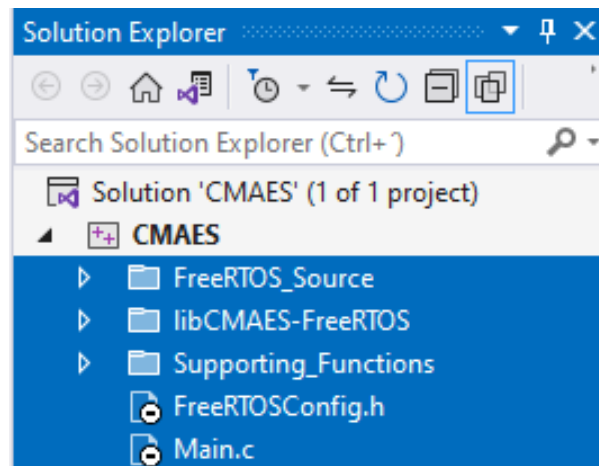 Solution Explorer
Search Solution Explorer (Ctrl+´)
Solution 'CMAES' (1 of 1 project)
CMAES
FreeRTOS_Source
libCMAES-FreeRTOS
Supporting_Functions
FreeRTOSConfig.h
Main.c